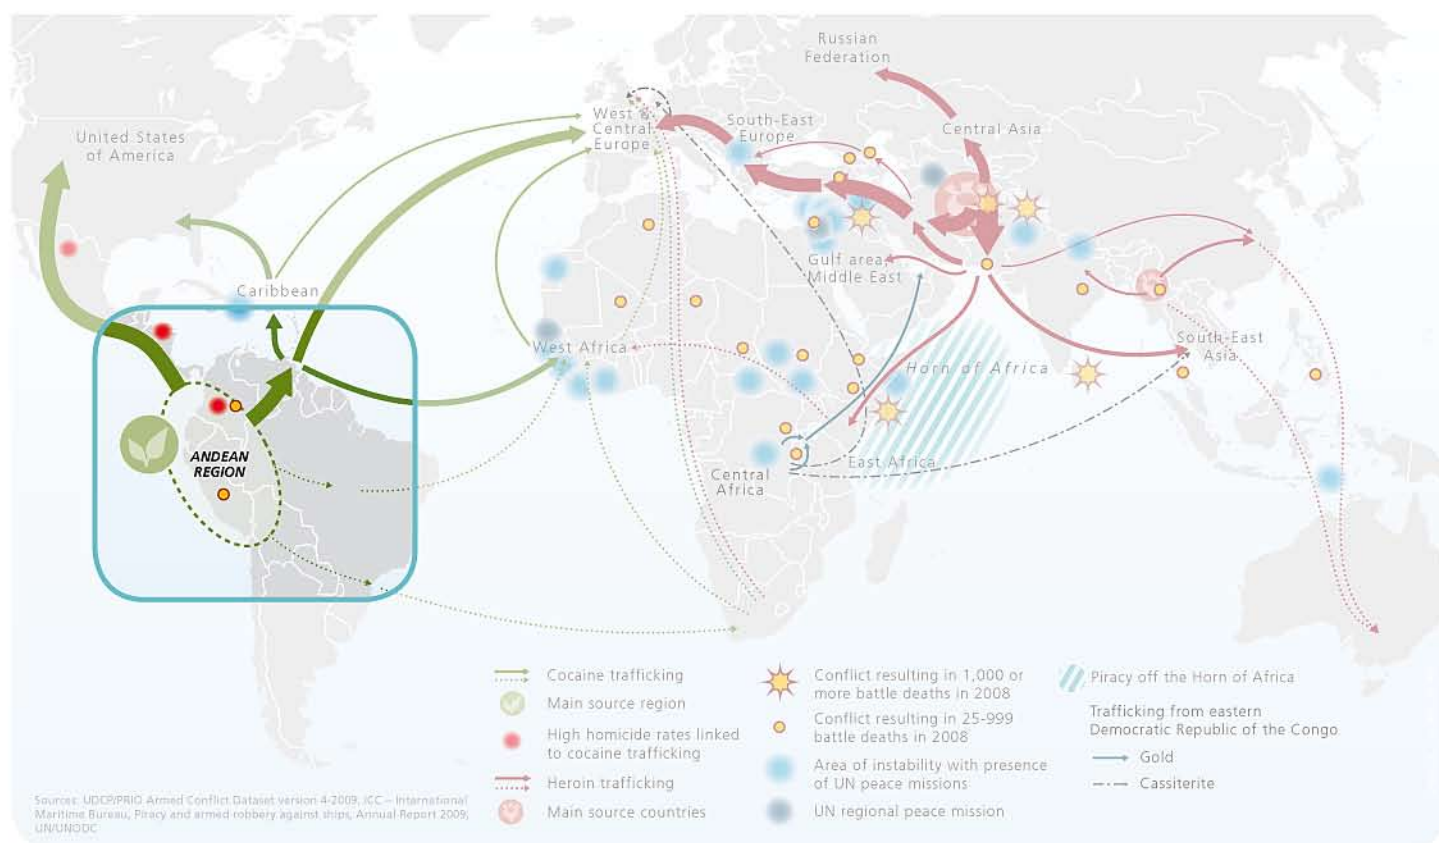 Russian
Federation
West &
Central
Europe
South-East
Europe
Central Asia
United States
of America
Gulf area,
Middle East
Caribbean
West Africa
South-East
Asia
Horn of Africa
ANDEAN
REGION
East Africa
Central
Africa
Cocaine trafficking
Main source region
High homicide rates linked
to cocaine trafficking
Heroin trafficking
Main source countries
Conflict resulting in 1,000 or
more battle deaths in 2008
Conflict resulting in 25-999
battle deaths in 2008
Area of instability with presence
of UN peace missions
UN regional peace mission
Piracy off the Horn of Africa
Trafficking from eastern
Democratic Republic of the Congo
Gold
Cassiterite
Sources: UDCP/PRIO Armed Conflict Dataset version 4-2009, ICC – International
Maritime Bureau, Piracy and armed robbery against ships, Annual Report 2009,
UN/UNODC